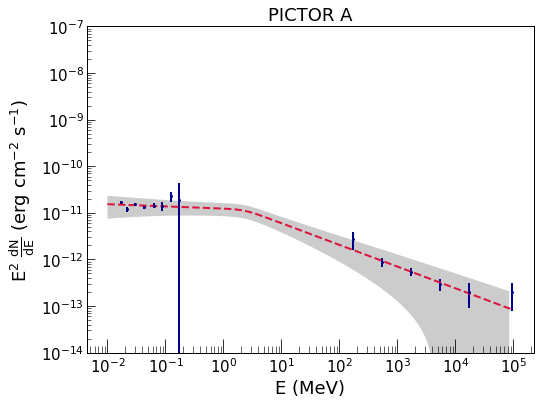 PICTOR A
E² dN/dE (erg cm⁻² s⁻¹)
10⁻⁷
10⁻⁸
10⁻⁹
10⁻¹⁰
10⁻¹¹
10⁻¹²
10⁻¹³
10⁻¹⁴
10⁻² 10⁻¹ 10⁰ 10¹ 10² 10³ 10⁴ 10⁵
E (MeV)